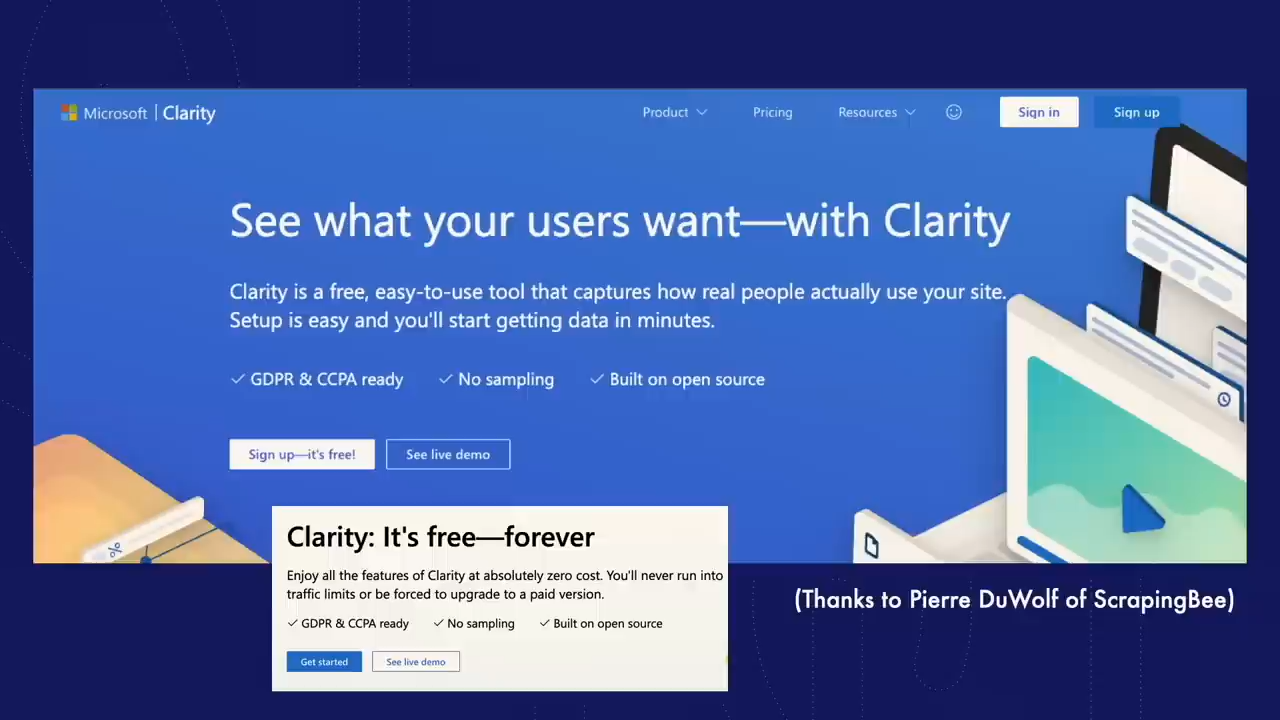 Microsoft | Clarity
Product
Pricing
Resources
Sign in
Sign up
See what your users want—with Clarity
Clarity is a free, easy-to-use tool that captures how real people actually use your site.
Setup is easy and you'll start getting data in minutes.
GDPR & CCPA ready
No sampling
Built on open source
Sign up—it's free!
See live demo
%
Clarity: It's free—forever
Enjoy all the features of Clarity at absolutely zero cost. You'll never run into
traffic limits or be forced to upgrade to a paid version.
GDPR & CCPA ready
No sampling
Built on open source
Get started
See live demo
(Thanks to Pierre DuWolf of ScrapingBee)